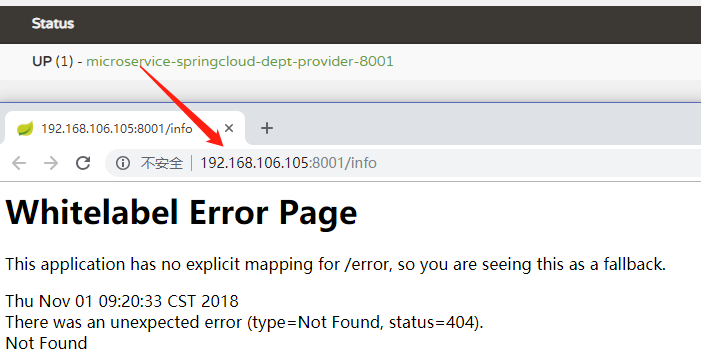 Status
UP (1) - microservice-springcloud-dept-provider-8001
192.168.106.105:8001/info
不安全 192.168.106.105:8001/info
Whitelabel Error Page
This application has no explicit mapping for /error, so you are seeing this as a fallback.
Thu Nov 01 09:20:33 CST 2018
There was an unexpected error (type=Not Found, status=404).
Not Found